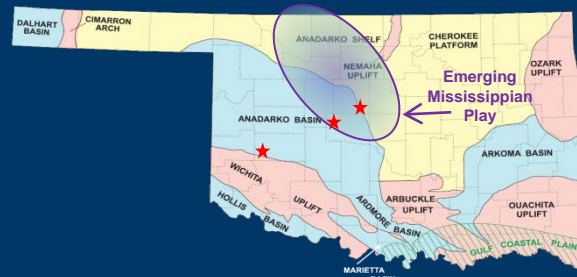 DALHART
BASIN
CIMARRON
ARCH
ANADARKO SHELF
NEMAHA
UPLIFT
CHEROKEE
PLATFORM
OZARK
UPLIFT
Emerging
Mississippian
Play
ANADARKO BASIN
ARKOMA BASIN
WICHITA
UPLIFT
HOLLIS
BASIN
ARDMORE
BASIN
ARBUCKLE
UPLIFT
OUACHITA
UPLIFT
GULF COASTAL PLAIN
MARIETTA